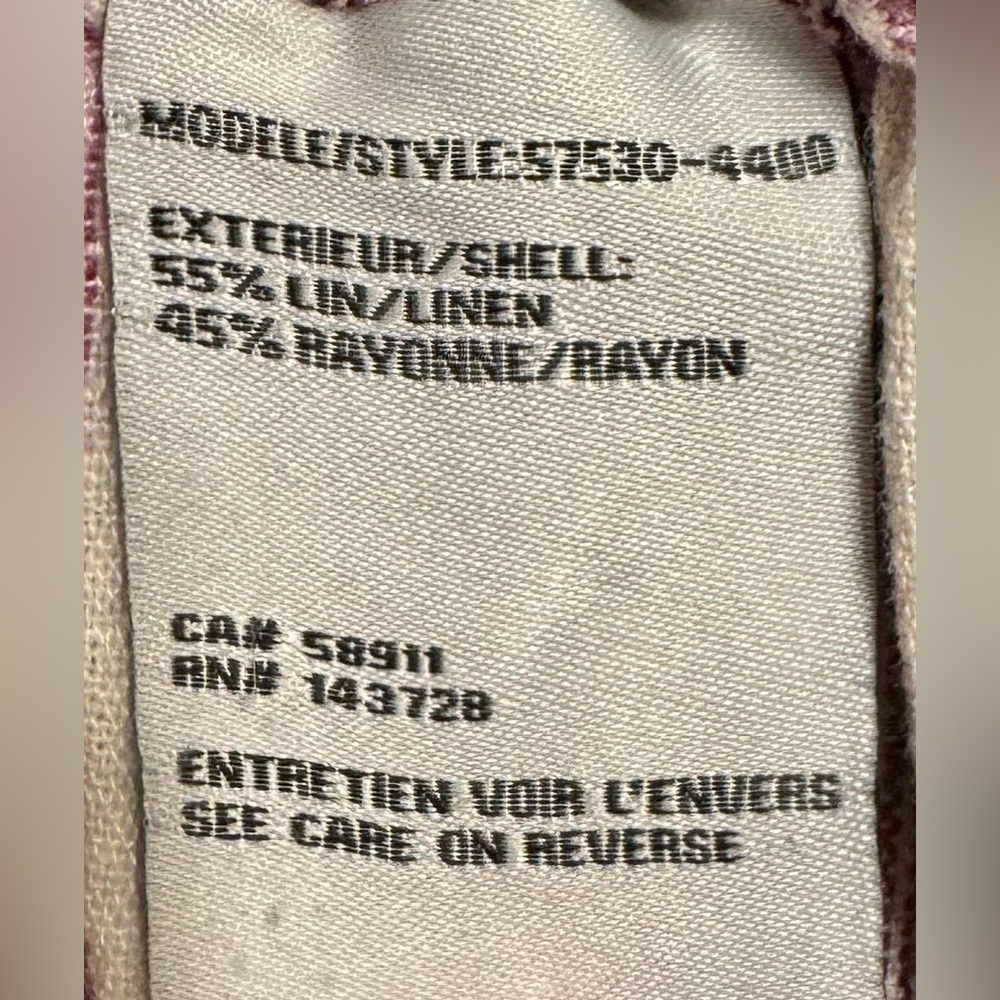 MODELE/STYLE:57530-4400
EXTERIEUR/SHELL:
55% LIN/LINEN
45% RAYONNE/RAYON
CA# 58911
RN# 143728
ENTRETIEN VOIR L'ENVERS
SEE CARE ON REVERSE